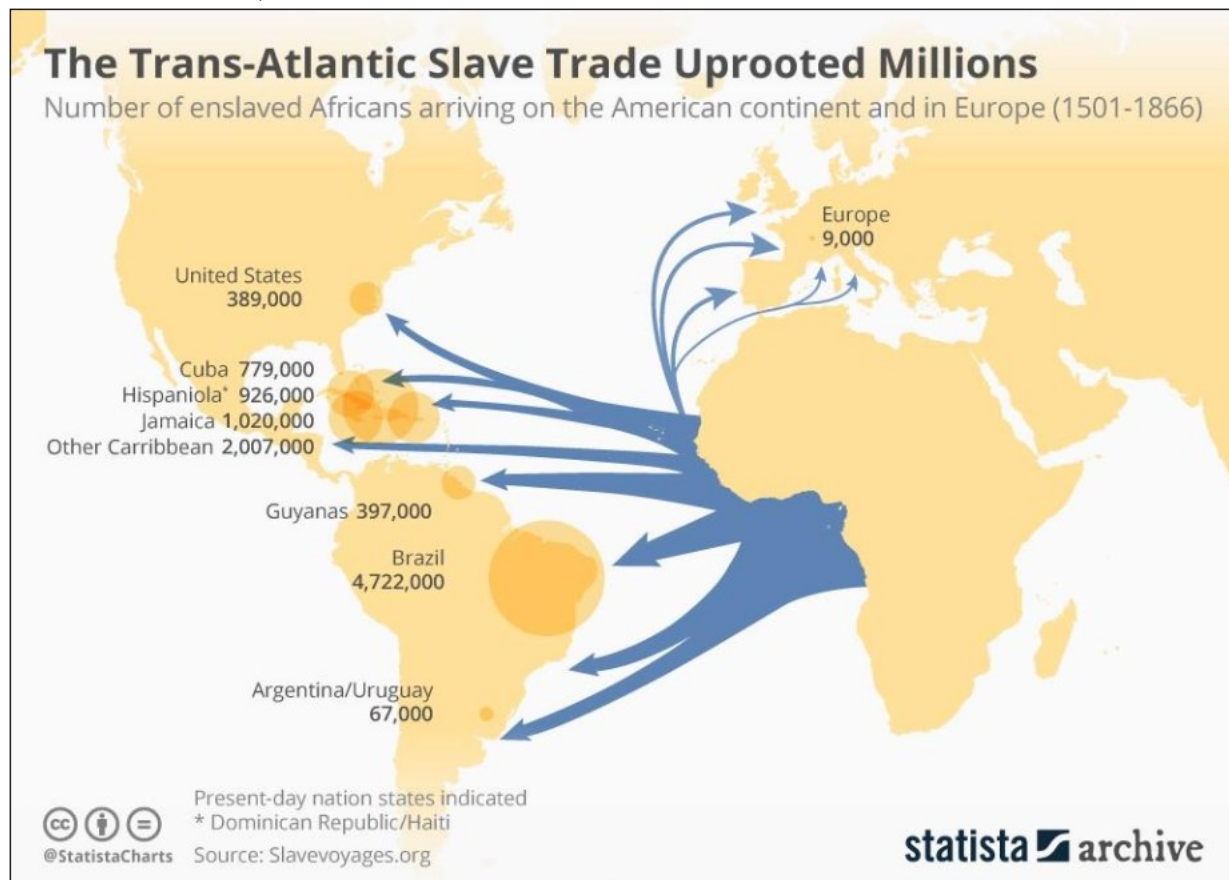 The Trans-Atlantic Slave Trade Uprooted Millions
Number of enslaved Africans arriving on the American continent and in Europe (1501-1866)
Europe
9,000
United States
389,000
Cuba 779,000
Hispaniola* 926,000
Jamaica 1,020,000
Other Carribbean 2,007,000
Guyanas 397,000
Brazil
4,722,000
Argentina/Uruguay
67,000
Present-day nation states indicated
* Dominican Republic/Haiti
cc
@StatistaCharts Source: Slavevoyages.org
statista archive